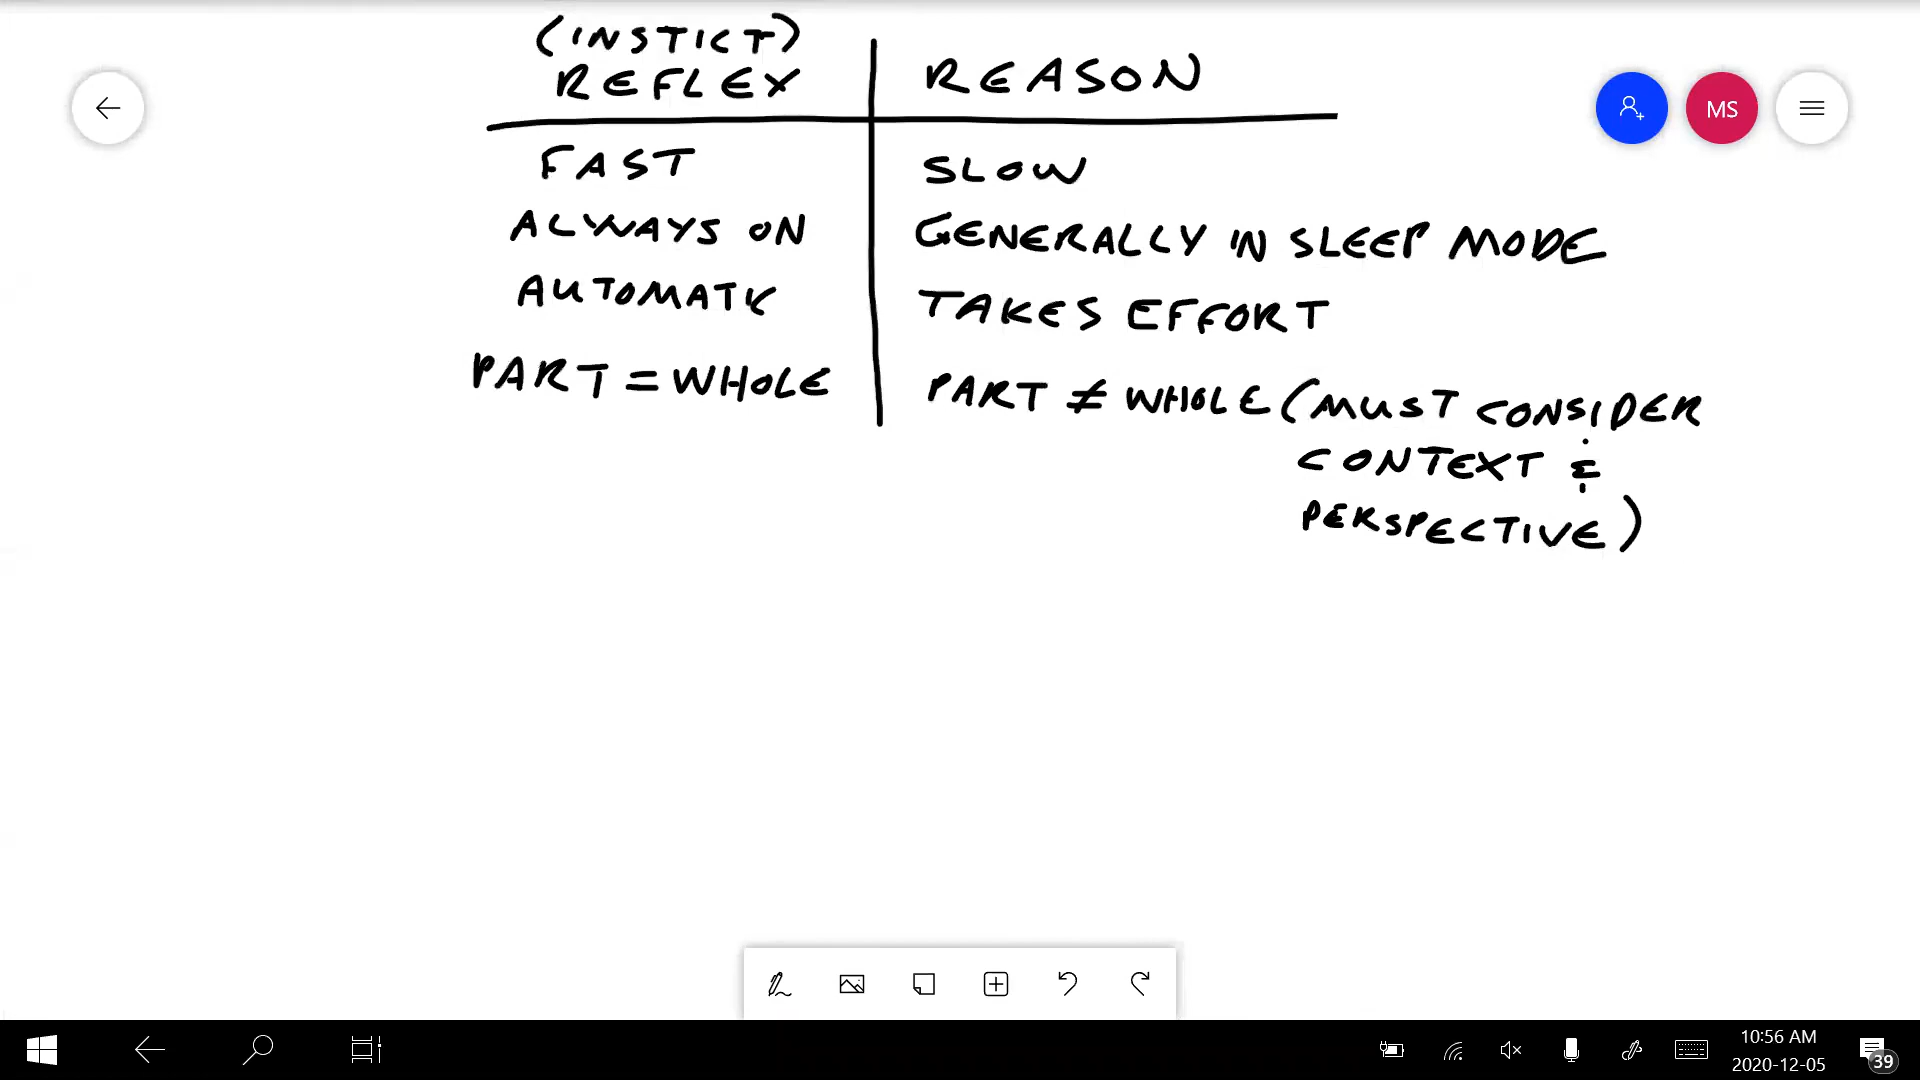 (INSTICT)
REFLEX
REASON
MS
FAST
SLOW
ALWAYS ON
GENERALLY IN SLEEP MODE
AUTOMATIC
TAKES EFFORT
PART = WHOLE
PART ≠ WHOLE (MUST CONSIDER
CONTEXT &
PERSPECTIVE)
10:56 AM
2020-12-05
39